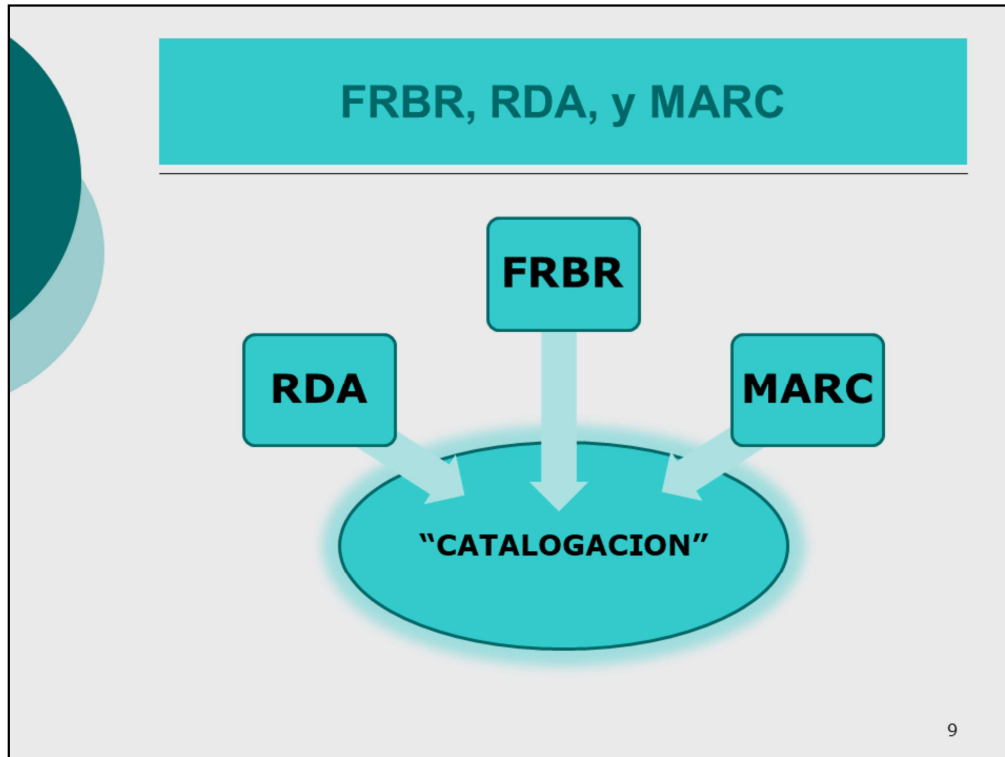 FRBR, RDA, y MARC
FRBR
RDA
MARC
“CATALOGACION”
9